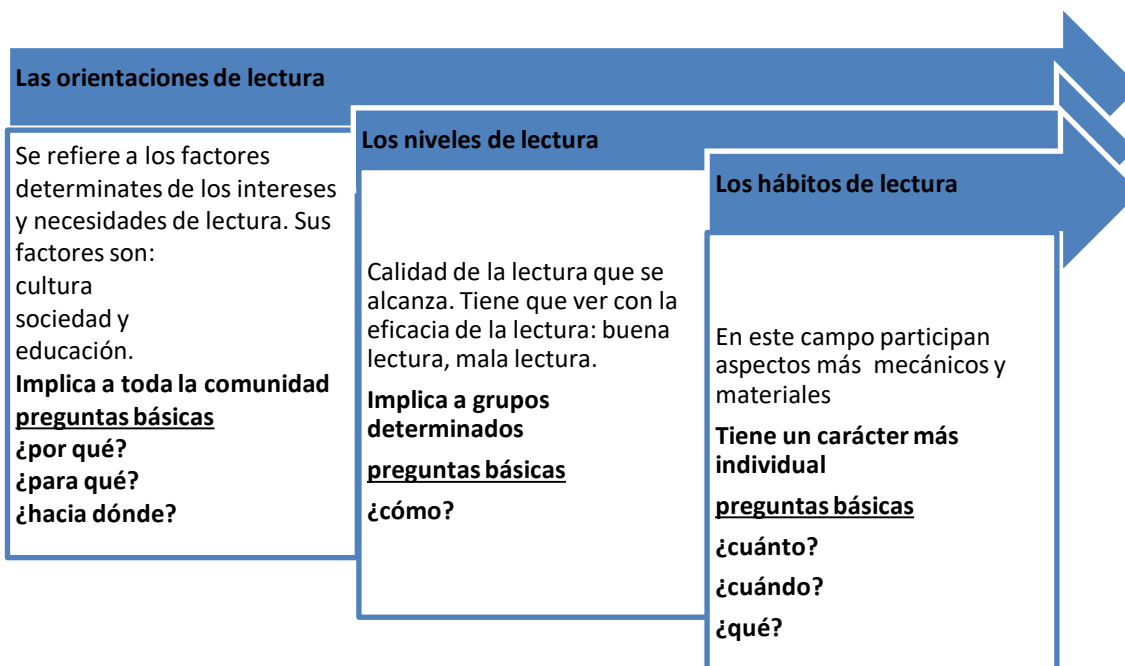 Las orientaciones de lectura
Se refiere a los factores
determinates de los intereses
y necesidades de lectura. Sus
factores son:
cultura
sociedad y
educación.
Implica a toda la comunidad
preguntas básicas
¿por qué?
¿para qué?
¿hacia dónde?
Los niveles de lectura
Calidad de la lectura que se
alcanza. Tiene que ver con la
eficacia de la lectura: buena
lectura, mala lectura.
Implica a grupos
determinados
preguntas básicas
¿cómo?
Los hábitos de lectura
En este campo participan
aspectos más mecánicos y
materiales
Tiene un carácter más
individual
preguntas básicas
¿cuánto?
¿cuándo?
¿qué?